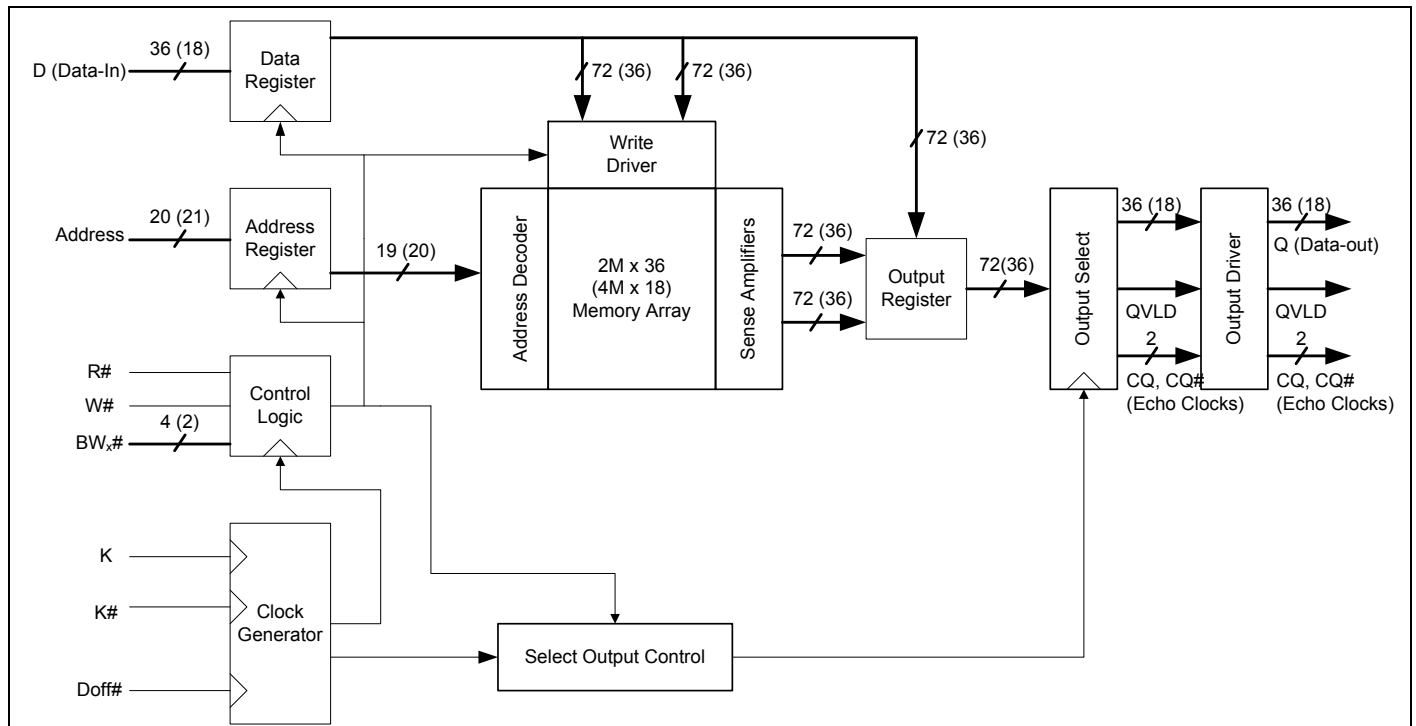 36 (18)
D (Data-In)
Data
Register
72 (36)
72 (36)
72 (36)
Write
Driver
20 (21)
Address
Address
Register
19 (20)
Address Decoder
2M x 36
(4M x 18)
Memory Array
Sense Amplifiers
72 (36)
72 (36)
Output
Register
72(36)
Output Select
36 (18)
QVLD
2
CQ, CQ#
(Echo Clocks)
Output Driver
36 (18)
Q (Data-out)
QVLD
2
CQ, CQ#
(Echo Clocks)
R#
W#
4 (2)
BWx#
Control
Logic
K
K#
Doff#
Clock
Generator
Select Output Control